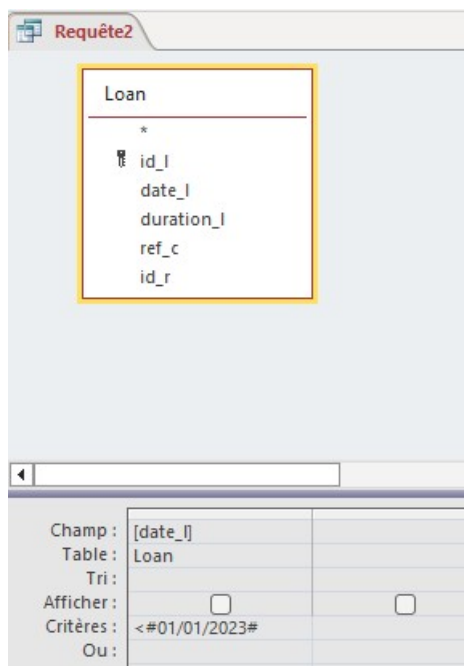 Requête2
Loan
*
id_l
date_l
duration_l
ref_c
id_r
Champ : [date_l]
Table : Loan
Tri :
Afficher :
Critères : <#01/01/2023#
Ou :